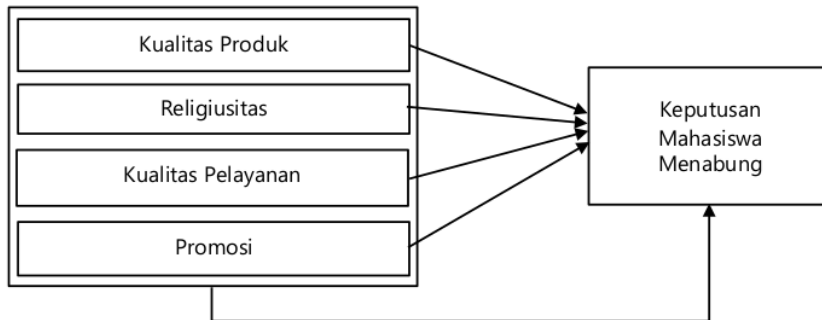 Kualitas Produk
Religiusitas
Kualitas Pelayanan
Promosi
Keputusan
Mahasiswa
Menabung